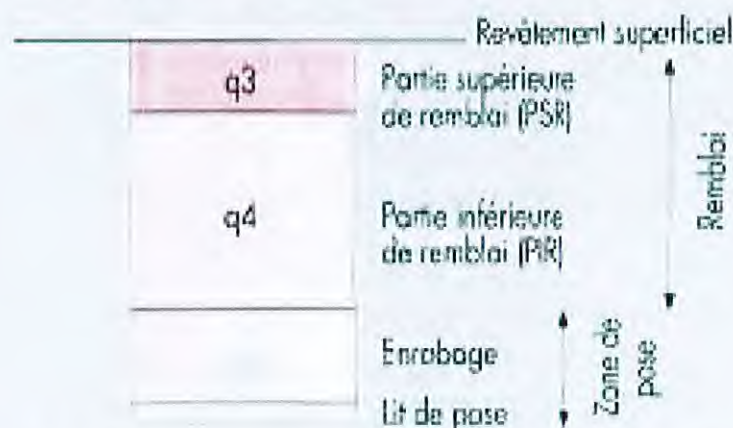 Revêtement superficiel
q3
Partie supérieure
de remblai (PSR)
q4
Partie inférieure
de remblai (PIR)
Remblai
Enrobage
Lit de pose
Zone de
pose